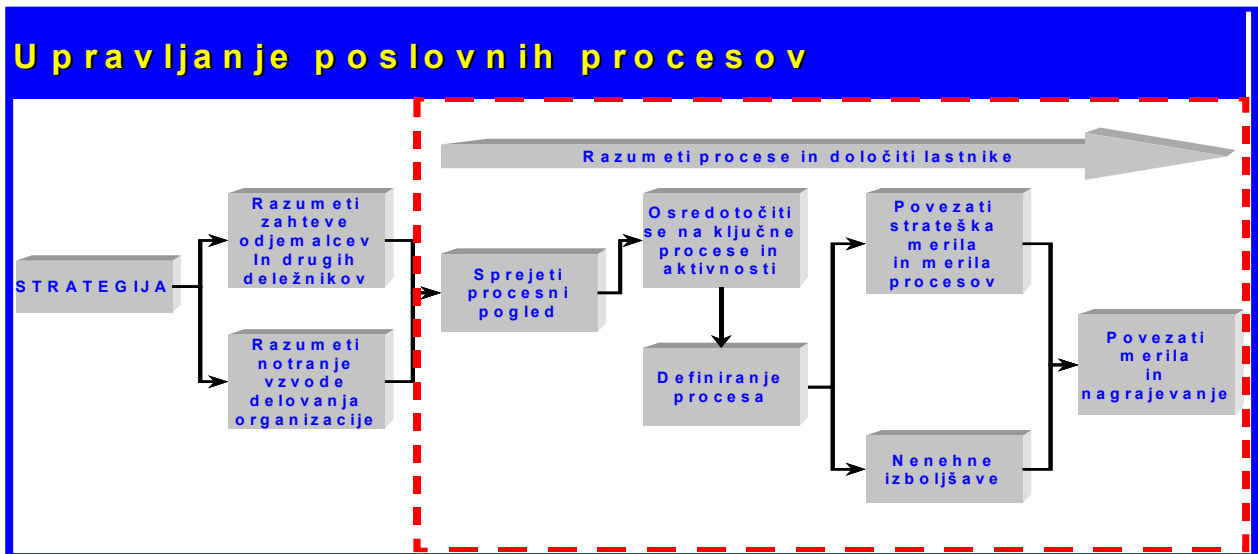 Upravljanje poslovnih procesov
Razumeti procese in določiti lastnike
STRATEGIJA
Razumeti
zahteve
odjemalcev
In drugih
deležnikov
Razumeti
notranje
vzvode
delovanja
organizacije
Sprejeti
procesni
pogled
Osredotočiti
se na ključne
procese in
aktivnosti
Definiranje
procesa
Povezati
strateška
merila
in merila
procesov
Nenehne
izboljšave
Povezati
merila
in
nagrajevanje